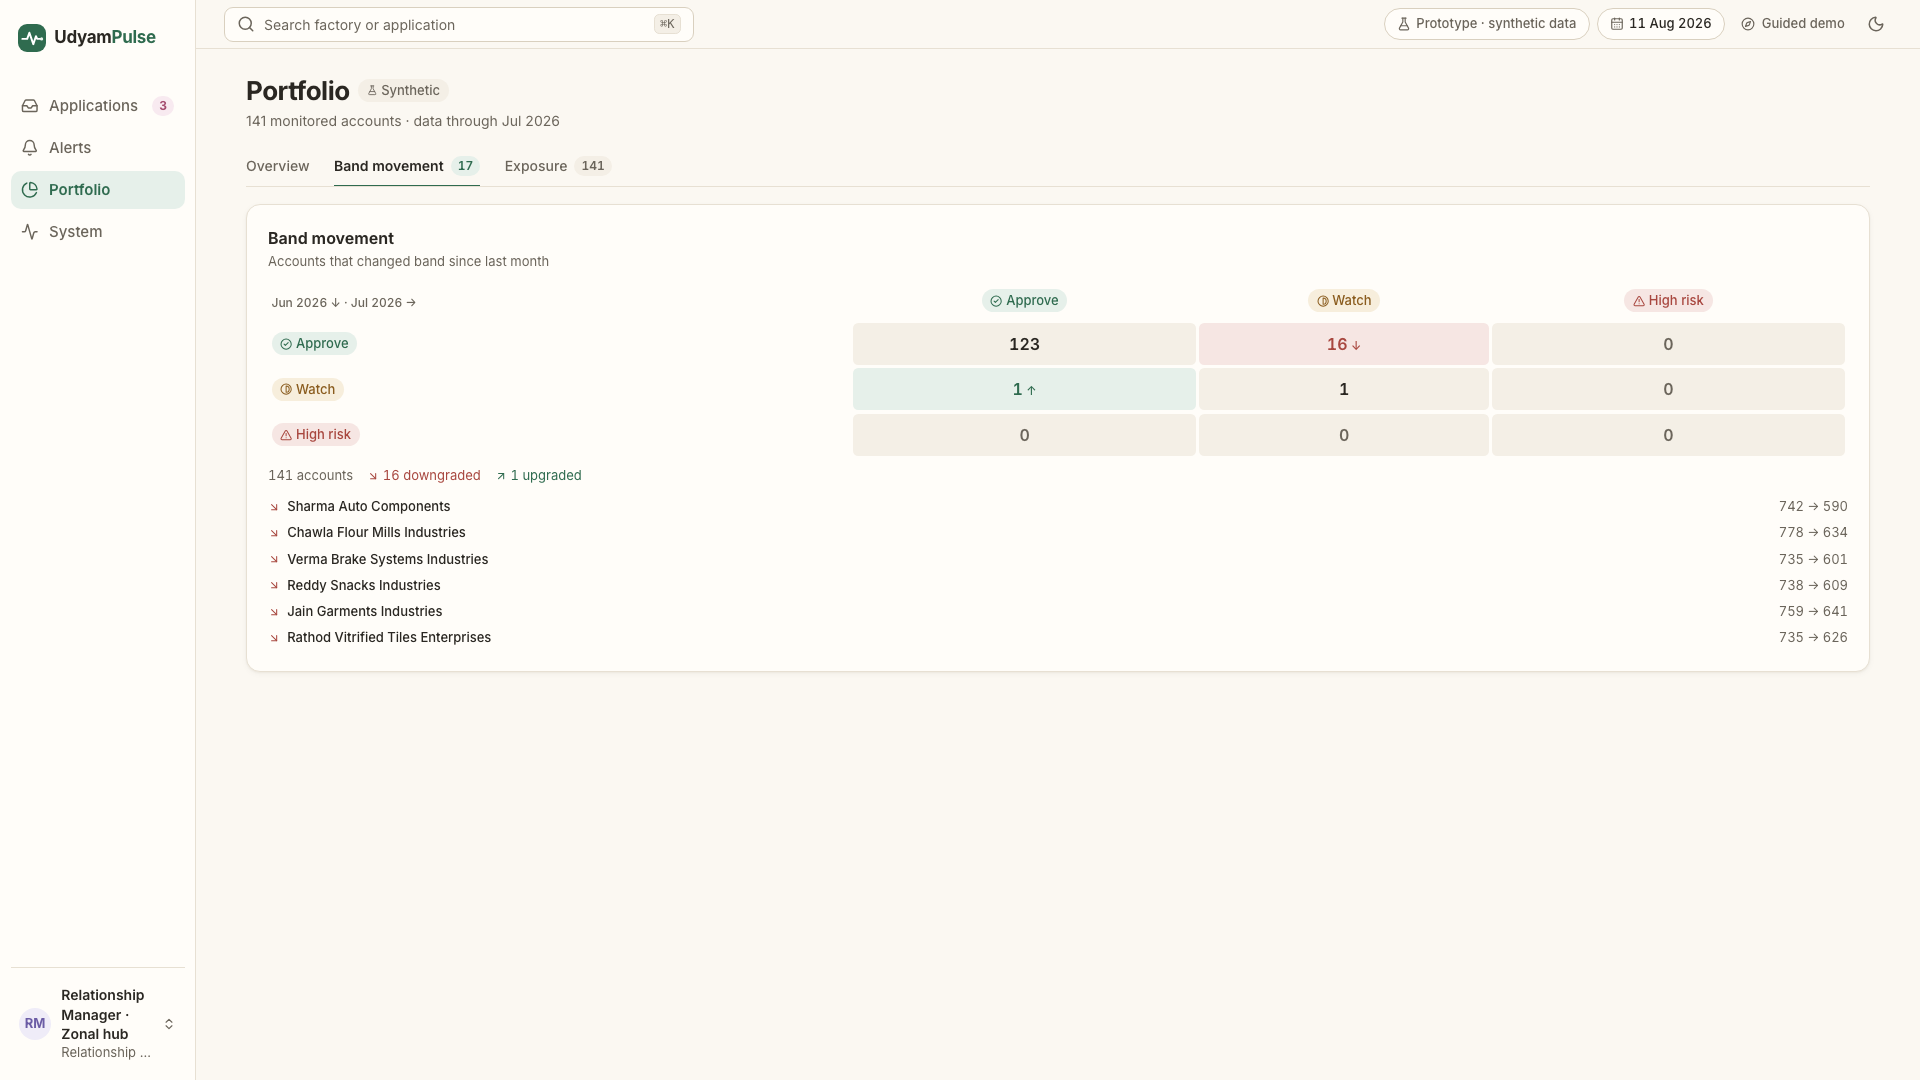 UdyamPulse
Search factory or application ⌘K
Prototype · synthetic data
11 Aug 2026
Guided demo
Applications 3
Alerts
Portfolio
System
Portfolio Synthetic
141 monitored accounts · data through Jul 2026
Overview Band movement 17 Exposure 141
Band movement
Accounts that changed band since last month
Jun 2026 ↓ · Jul 2026 → Approve Watch High risk
Approve 123 16 ↓ 0
Watch 1 ↑ 1 0
High risk 0 0 0
141 accounts ↘ 16 downgraded ↗ 1 upgraded
↘ Sharma Auto Components 742 → 590
↘ Chawla Flour Mills Industries 778 → 634
↘ Verma Brake Systems Industries 735 → 601
↘ Reddy Snacks Industries 738 → 609
↘ Jain Garments Industries 759 → 641
↘ Rathod Vitrified Tiles Enterprises 735 → 626
RM
Relationship
Manager ·
Zonal hub
Relationship ...